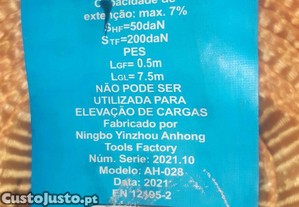 Capacidade de
extenção: max. 7%
SHF=50daN
STF=200daN
PES
LGF= 0.5m
LGL= 7.5m
NÃO PODE SER
UTILIZADA PARA
ELEVAÇÃO DE CARGAS
Fabricado por
Ningbo Yinzhou Anhong
Tools Factory
Núm. Serie: 2021.10
Modelo: AH-028
Data: 2021
EN 12195-2
CustoJusto.pt